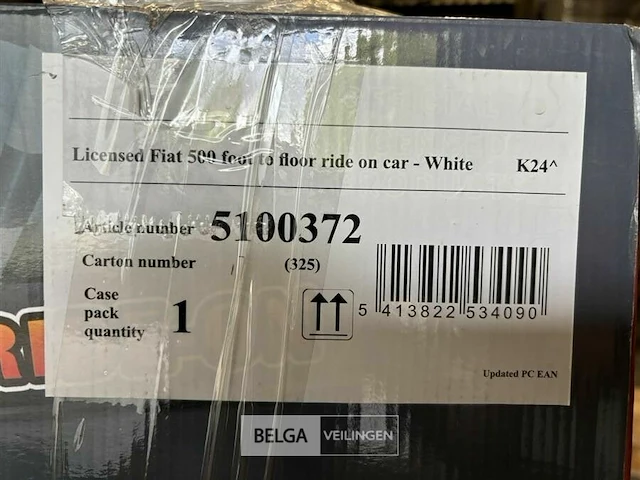 Licensed Fiat 500 foot to floor ride on car - White K24^
Article number 5100372
Carton number (325)
Case
pack
quantity 1
5 413822 534090
Updated PC EAN
BELGA VEILINGEN